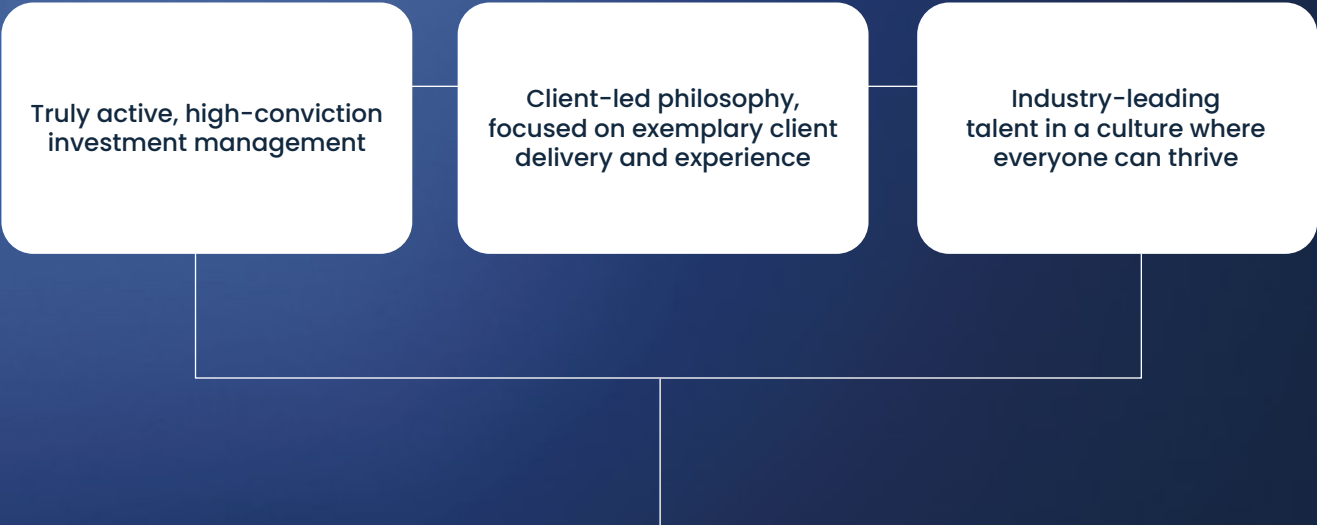 Truly active, high-conviction
investment management
Client-led philosophy,
focused on exemplary client
delivery and experience
Industry-leading
talent in a culture where
everyone can thrive